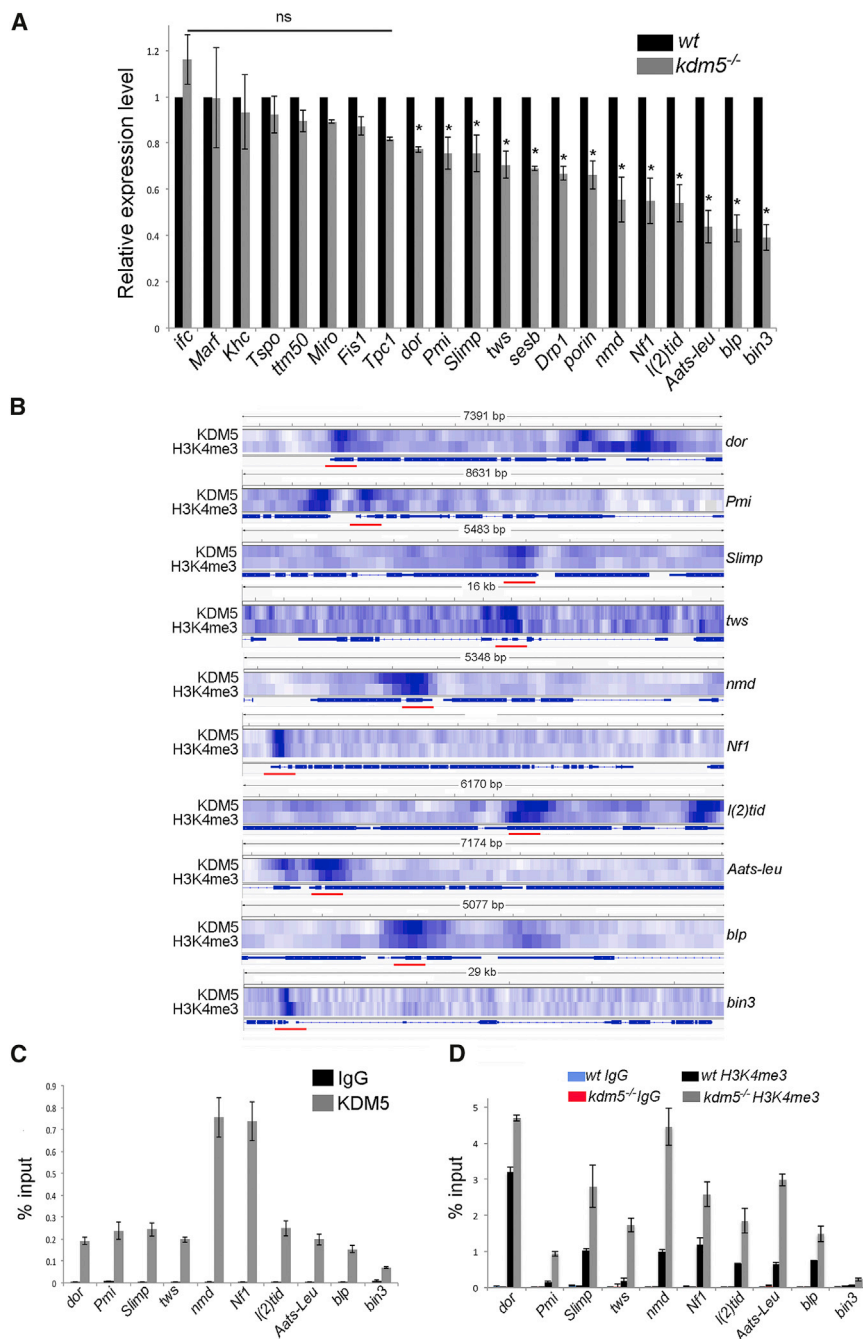 A
ns
wt
kdm5-/-
Relative expression level
1.2
1
0.8
0.6
0.4
0.2
0
* * * * * * * * * * * * *
ifc Marf Khc Tspo ttm50 Miro Fis1 Tpc1 dor Pmi Slimp tws sesb Drp1 porin nmd Nf1 l(2)tid Aats-leu blp bin3
B
7391 bp
KDM5
H3K4me3
dor
8631 bp
KDM5
H3K4me3
Pmi
5483 bp
KDM5
H3K4me3
Slimp
16 kb
KDM5
H3K4me3
tws
5348 bp
KDM5
H3K4me3
nmd
KDM5
H3K4me3
Nf1
6170 bp
KDM5
H3K4me3
l(2)tid
7174 bp
KDM5
H3K4me3
Aats-leu
5077 bp
KDM5
H3K4me3
blp
29 kb
KDM5
H3K4me3
bin3
C
IgG
KDM5
% input
0.9
0.8
0.7
0.6
0.5
0.4
0.3
0.2
0.1
0
dor Pmi Slimp tws nmd Nf1 l(2)tid Aats-Leu blp bin3
D
wt IgG
wt H3K4me3
kdm5-/- IgG
kdm5-/- H3K4me3
% input
5
4
3
2
1
0
dor Pmi Slimp tws nmd Nf1 l(2)tid Aats-Leu blp bin3